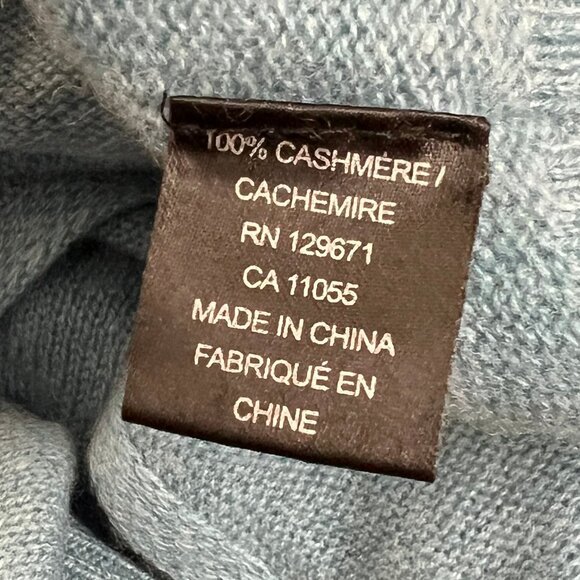 100% CASHMERE /
CACHEMIRE
RN 129671
CA 11055
MADE IN CHINA
FABRIQUÉ EN
CHINE